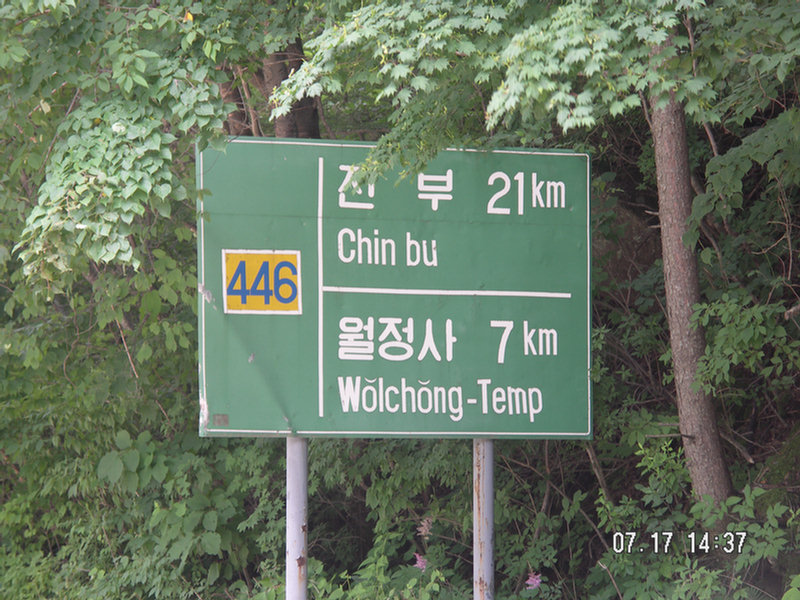 446
진 부 21km
Chin bu
월정사 7km
Wŏlchŏng-Temp
07.17 14:37